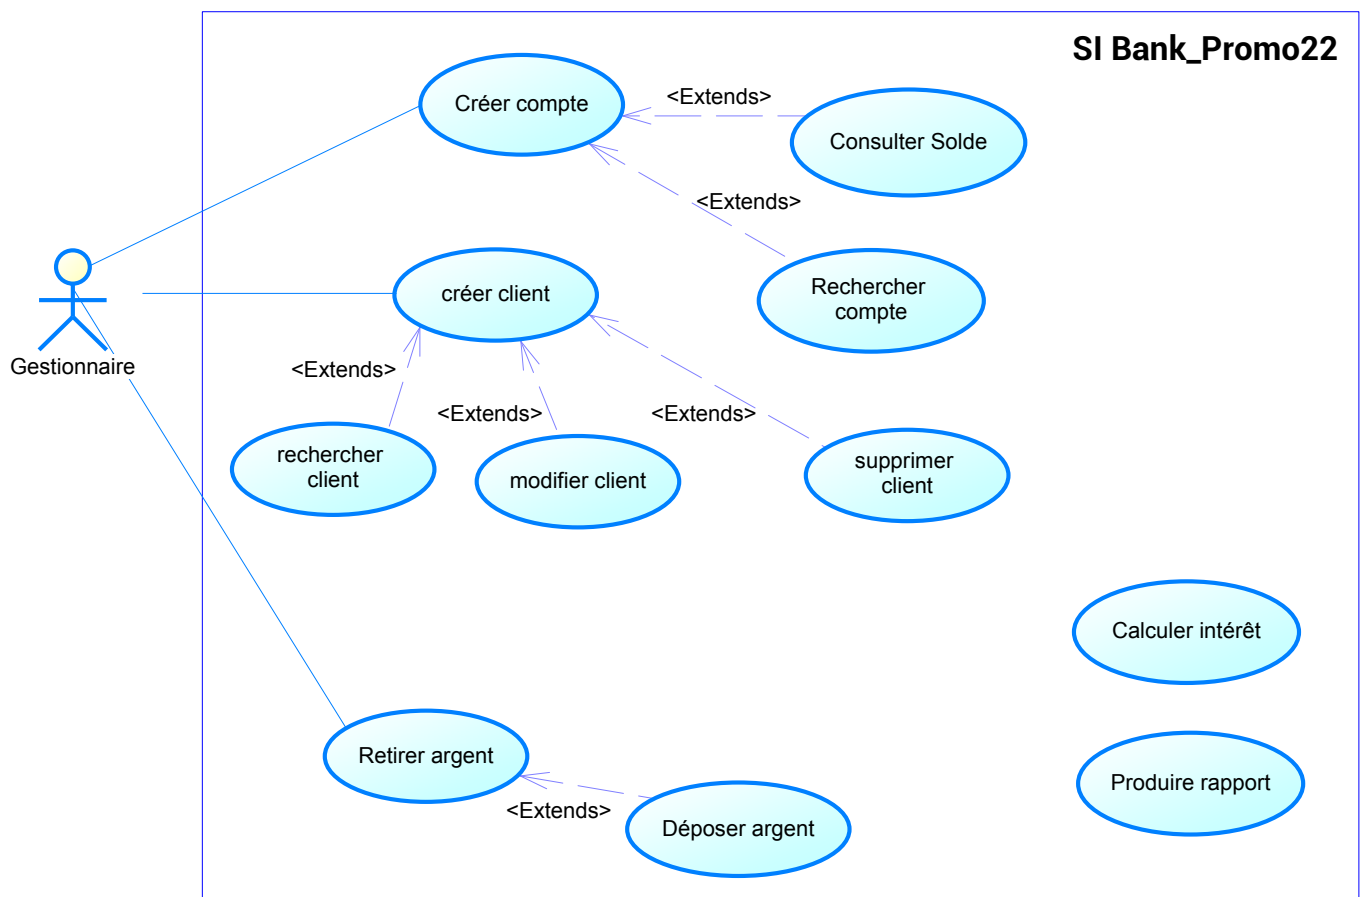 SI Bank_Promo22
Créer compte
<Extends>
Consulter Solde
<Extends>
Rechercher
compte
créer client
Gestionnaire
<Extends>
<Extends>
<Extends>
rechercher
client
modifier client
supprimer
client
Calculer intérêt
Retirer argent
<Extends>
Déposer argent
Produire rapport